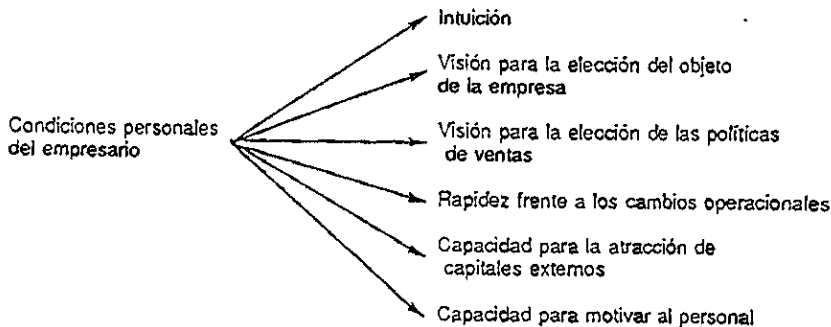 Intuición
Visión para la elección del objeto
de la empresa
Condiciones personales
del empresario
Visión para la elección de las políticas
de ventas
Rapidez frente a los cambios operacionales
Capacidad para la atracción de
capitales externos
Capacidad para motivar al personal